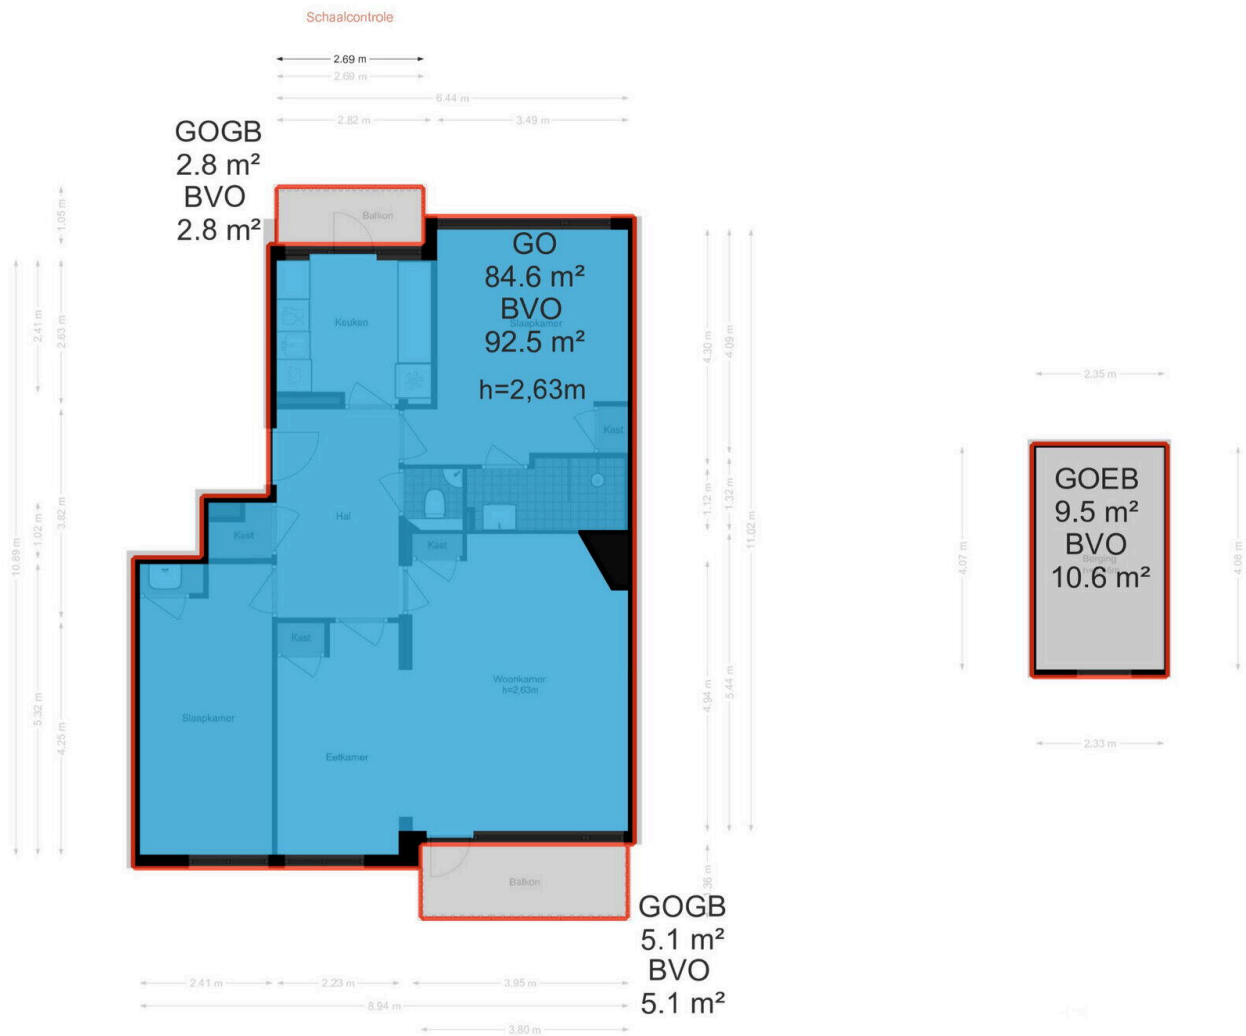 Schaalcontrole
2.69 m
2.69 m
6.44 m
2.82 m
3.49 m
GOGB
2.8 m²
BVO
2.8 m²
Balkon
GO
84.6 m²
BVO
92.5 m²
h=2,63m
Slaapkamer
Keuken
Kast
Hal
Kast
Kast
Kast
Woonkamer
h=2,63m
Slaapkamer
Eetkamer
Balkon
GOGB
5.1 m²
BVO
5.1 m²
1.05 m
2.41 m
2.63 m
10.89 m
1.02 m
3.82 m
5.32 m
4.25 m
4.30 m
4.09 m
1.12 m
1.32 m
11.02 m
4.94 m
5.44 m
1.36 m
2.41 m
2.23 m
3.95 m
8.94 m
3.80 m
2.35 m
GOEB
9.5 m²
BVO
10.6 m²
Berging
4.07 m
4.08 m
2.33 m